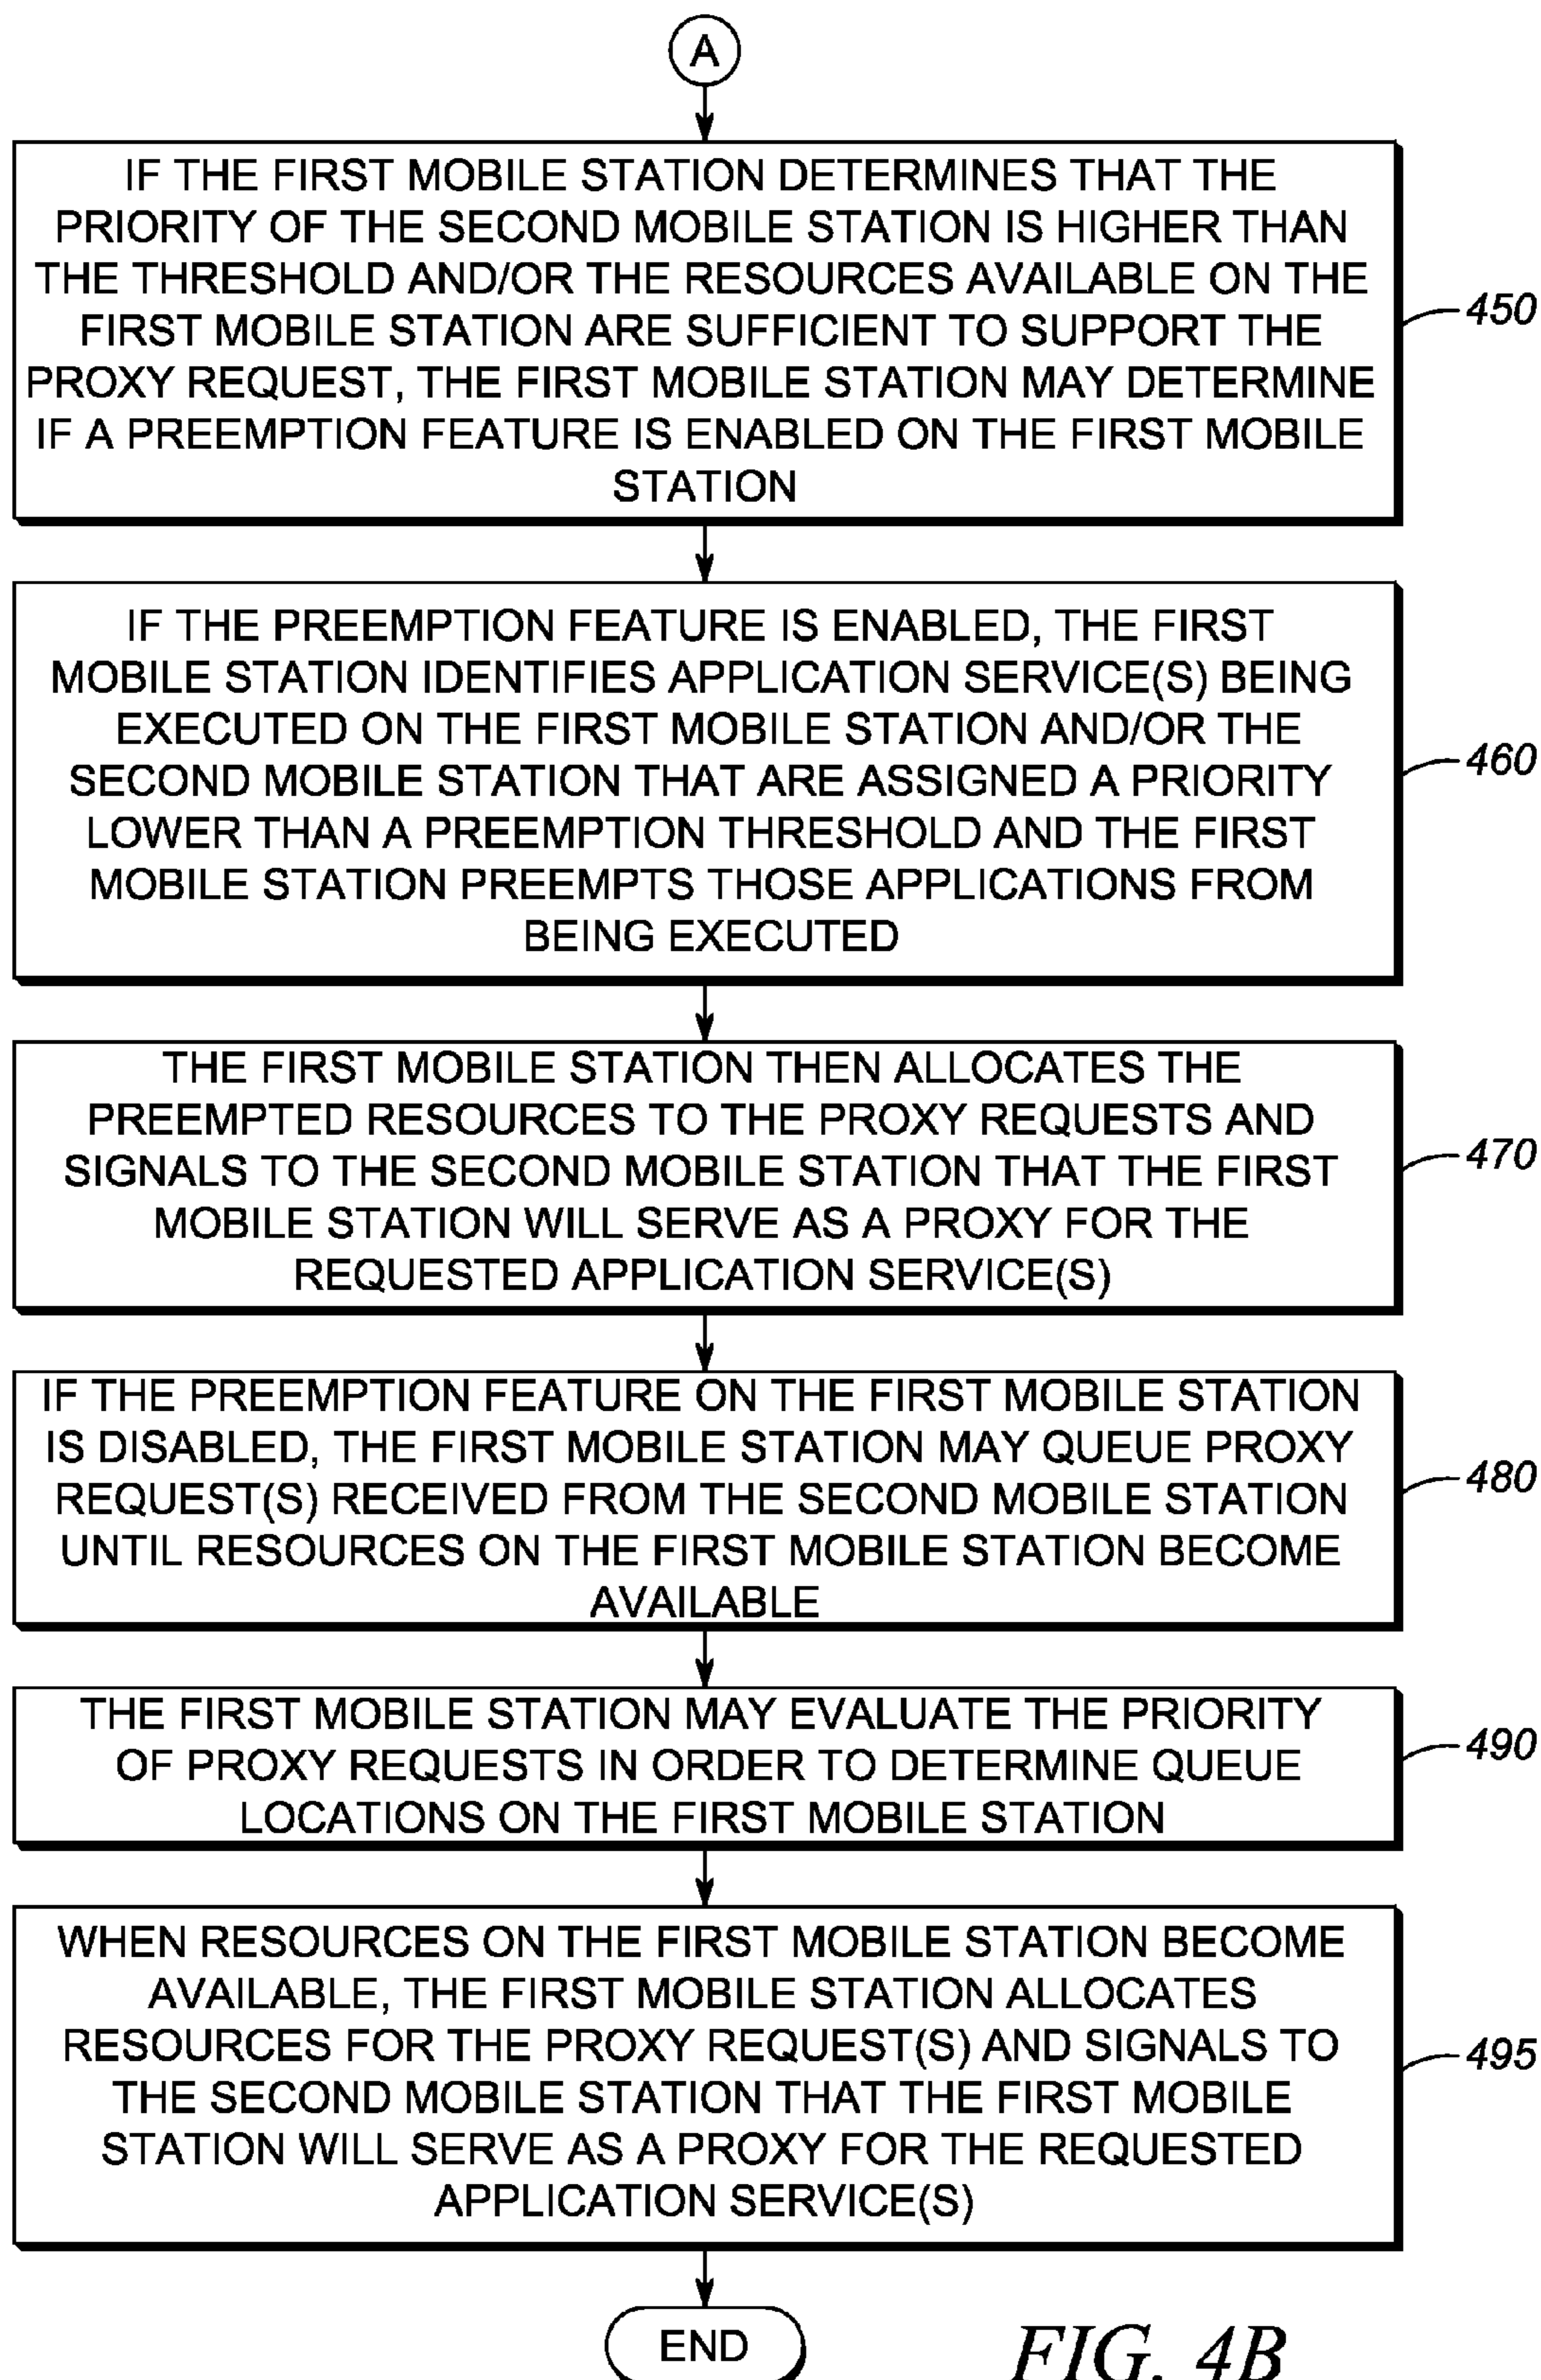 A
IF THE FIRST MOBILE STATION DETERMINES THAT THE
PRIORITY OF THE SECOND MOBILE STATION IS HIGHER THAN
THE THRESHOLD AND/OR THE RESOURCES AVAILABLE ON THE
FIRST MOBILE STATION ARE SUFFICIENT TO SUPPORT THE
PROXY REQUEST, THE FIRST MOBILE STATION MAY DETERMINE
IF A PREEMPTION FEATURE IS ENABLED ON THE FIRST MOBILE
STATION
450
IF THE PREEMPTION FEATURE IS ENABLED, THE FIRST
MOBILE STATION IDENTIFIES APPLICATION SERVICE(S) BEING
EXECUTED ON THE FIRST MOBILE STATION AND/OR THE
SECOND MOBILE STATION THAT ARE ASSIGNED A PRIORITY
LOWER THAN A PREEMPTION THRESHOLD AND THE FIRST
MOBILE STATION PREEMPTS THOSE APPLICATIONS FROM
BEING EXECUTED
460
THE FIRST MOBILE STATION THEN ALLOCATES THE
PREEMPTED RESOURCES TO THE PROXY REQUESTS AND
SIGNALS TO THE SECOND MOBILE STATION THAT THE FIRST
MOBILE STATION WILL SERVE AS A PROXY FOR THE
REQUESTED APPLICATION SERVICE(S)
470
IF THE PREEMPTION FEATURE ON THE FIRST MOBILE STATION
IS DISABLED, THE FIRST MOBILE STATION MAY QUEUE PROXY
REQUEST(S) RECEIVED FROM THE SECOND MOBILE STATION
UNTIL RESOURCES ON THE FIRST MOBILE STATION BECOME
AVAILABLE
480
THE FIRST MOBILE STATION MAY EVALUATE THE PRIORITY
OF PROXY REQUESTS IN ORDER TO DETERMINE QUEUE
LOCATIONS ON THE FIRST MOBILE STATION
490
WHEN RESOURCES ON THE FIRST MOBILE STATION BECOME
AVAILABLE, THE FIRST MOBILE STATION ALLOCATES
RESOURCES FOR THE PROXY REQUEST(S) AND SIGNALS TO
THE SECOND MOBILE STATION THAT THE FIRST MOBILE
STATION WILL SERVE AS A PROXY FOR THE REQUESTED
APPLICATION SERVICE(S)
495
END
FIG. 4B